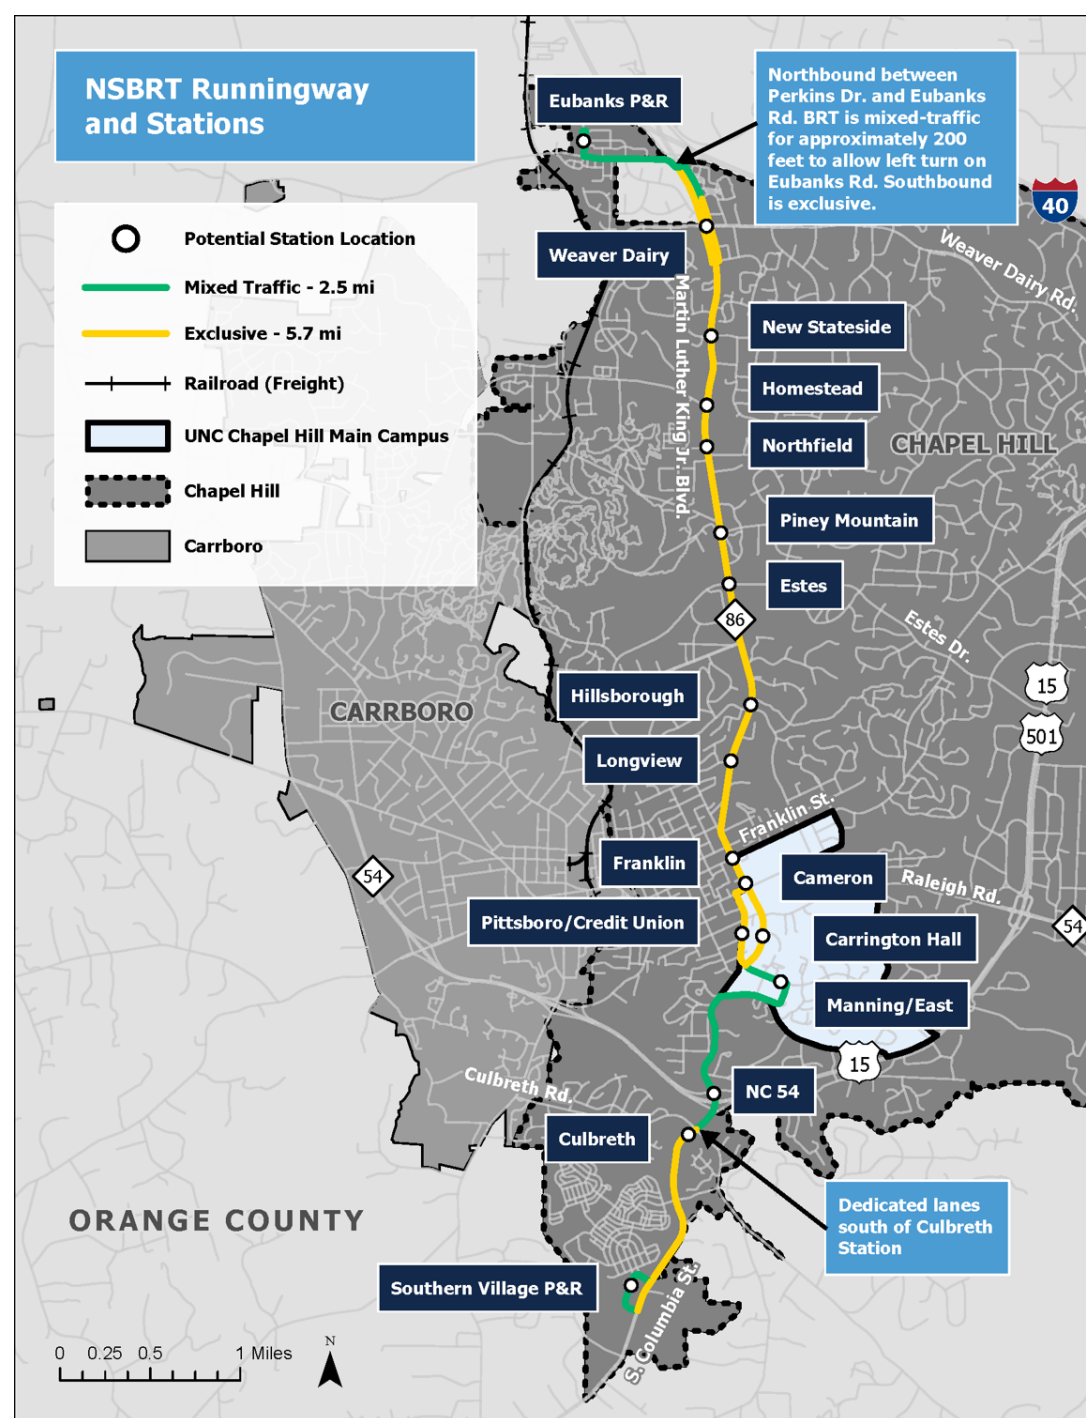 NSBRT Runningway
and Stations
Eubanks P&R
Northbound between
Perkins Dr. and Eubanks
Rd. BRT is mixed-traffic
for approximately 200
feet to allow left turn on
Eubanks Rd. Southbound
is exclusive.
40
Potential Station Location
Mixed Traffic - 2.5 mi
Exclusive - 5.7 mi
Railroad (Freight)
UNC Chapel Hill Main Campus
Chapel Hill
Carrboro
Weaver Dairy
Weaver Dairy Rd.
Martin Luther King Jr. Blvd.
New Stateside
Homestead
Northfield
CHAPEL HILL
Piney Mountain
Estes
86
Estes Dr.
15
501
Hillsborough
CARRBORO
Longview
Franklin St.
Franklin
54
Cameron
Raleigh Rd.
54
Pittsboro/Credit Union
Carrington Hall
Manning/East
15
Culbreth Rd.
NC 54
Culbreth
ORANGE COUNTY
Dedicated lanes
south of Culbreth
Station
Southern Village P&R
S. Columbia St.
0 0.25 0.5 1 Miles
N